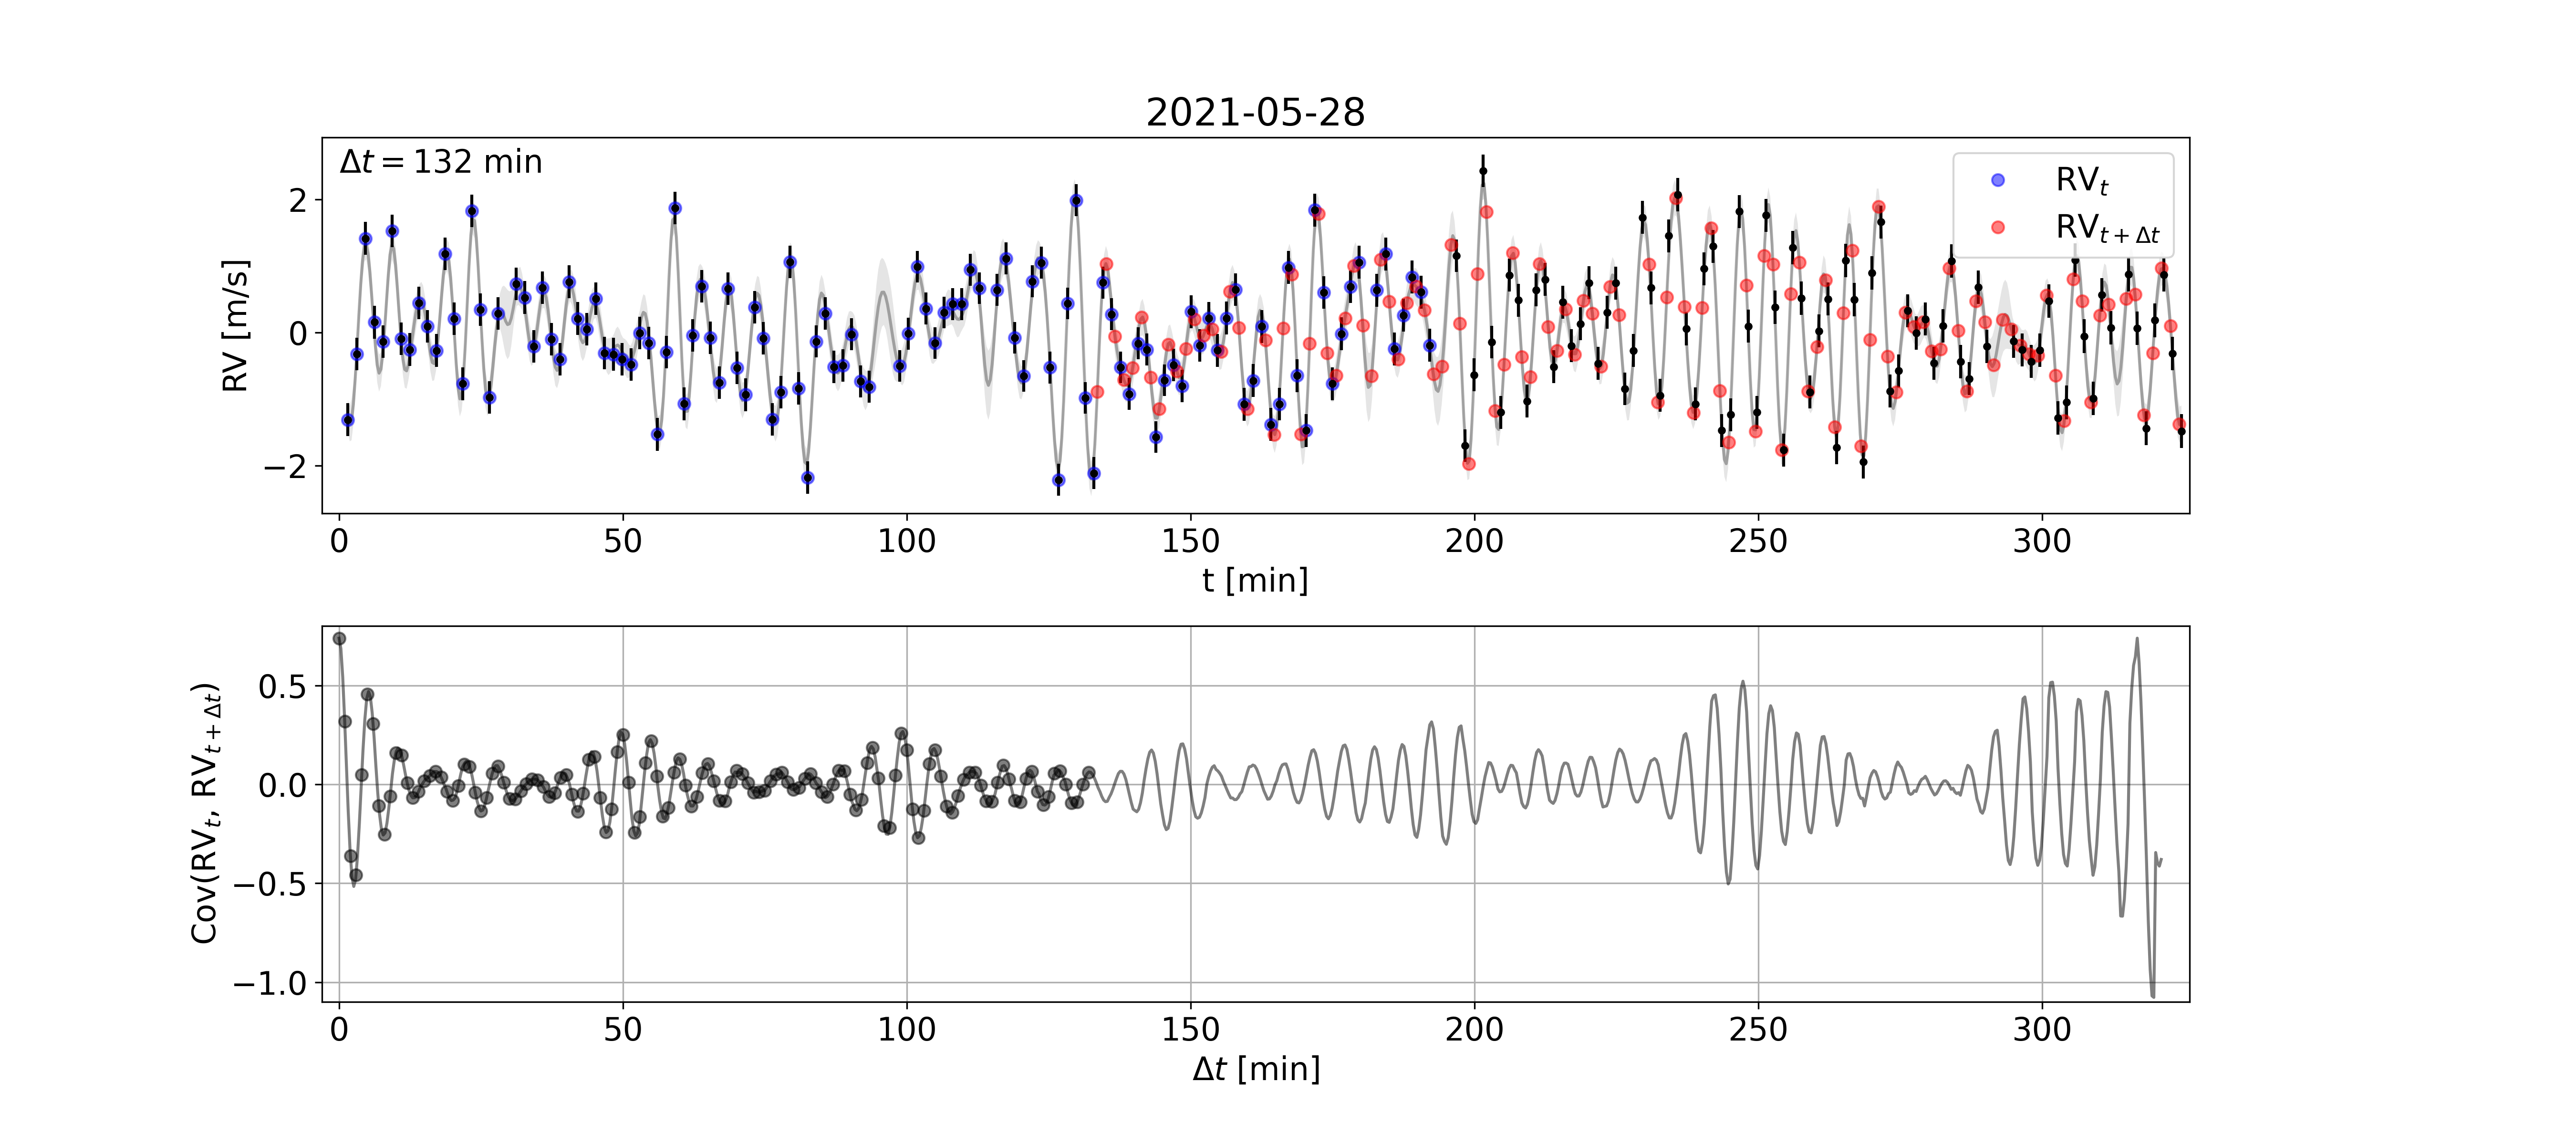 2021-05-28
Δt = 132 min
RV_t
RV_{t+Δt}
RV [m/s]
2
0
−2
0 50 100 150 200 250 300
t [min]
Cov(RV_t, RV_{t+Δt})
0.5
0.0
−0.5
−1.0
0 50 100 150 200 250 300
Δt [min]